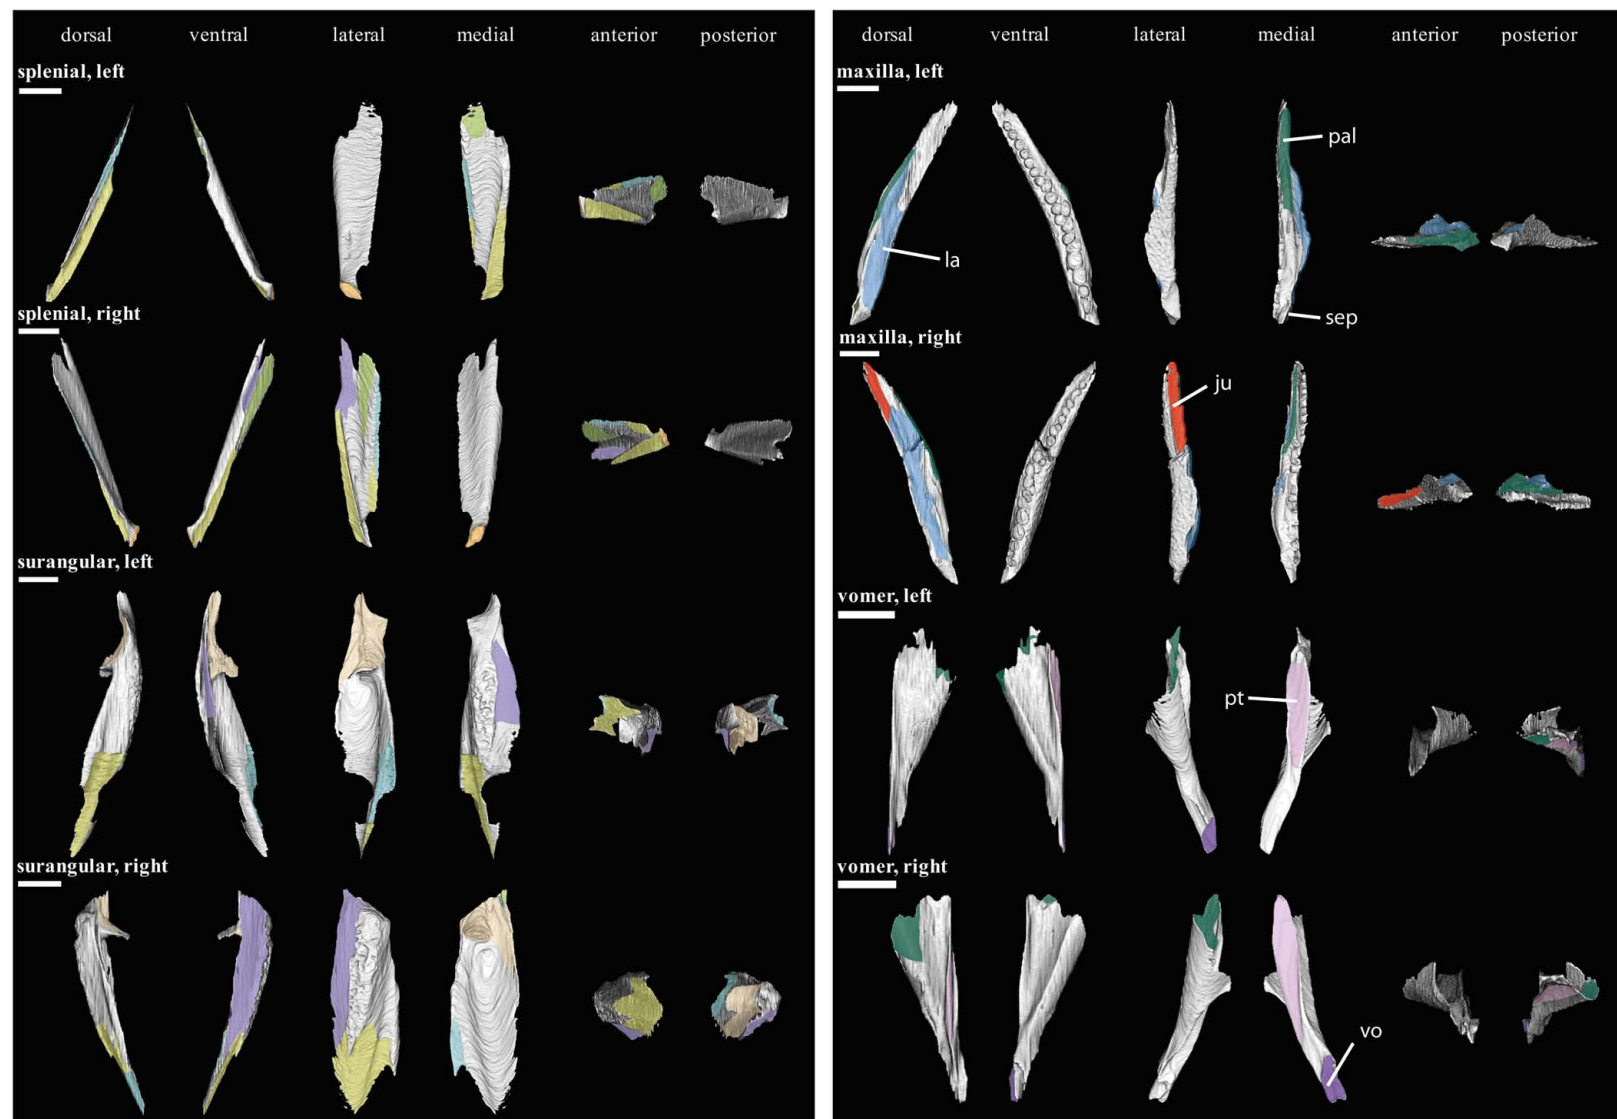 dorsal ventral lateral medial anterior posterior
splenial, left
splenial, right
surangular, left
surangular, right
dorsal ventral lateral medial anterior posterior
maxilla, left
pal
la
sep
maxilla, right
ju
vomer, left
pt
vomer, right
vo